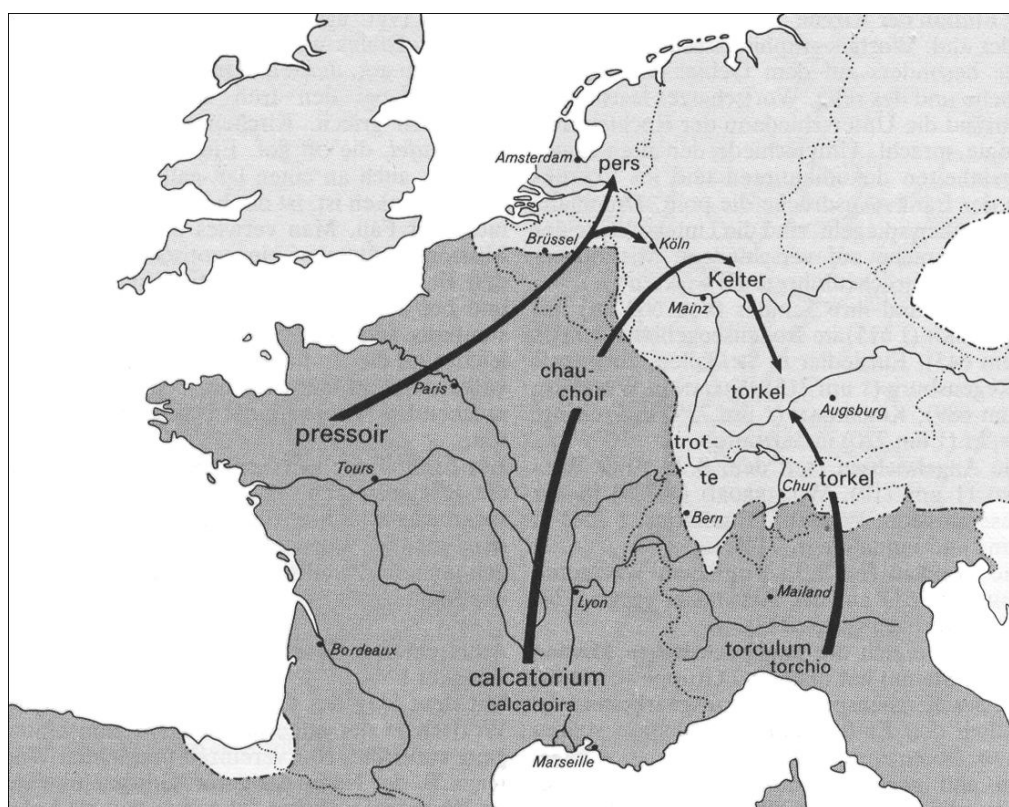 Amsterdam
pers
Brüssel
Köln
Kelter
Mainz
chau-
choir
Paris
torkel
Augsburg
pressoir
trot-
te
Tours
Chur
torkel
Bern
Lyon
Mailand
Bordeaux
torculum
torchio
calcatorium
calcadoira
Marseille